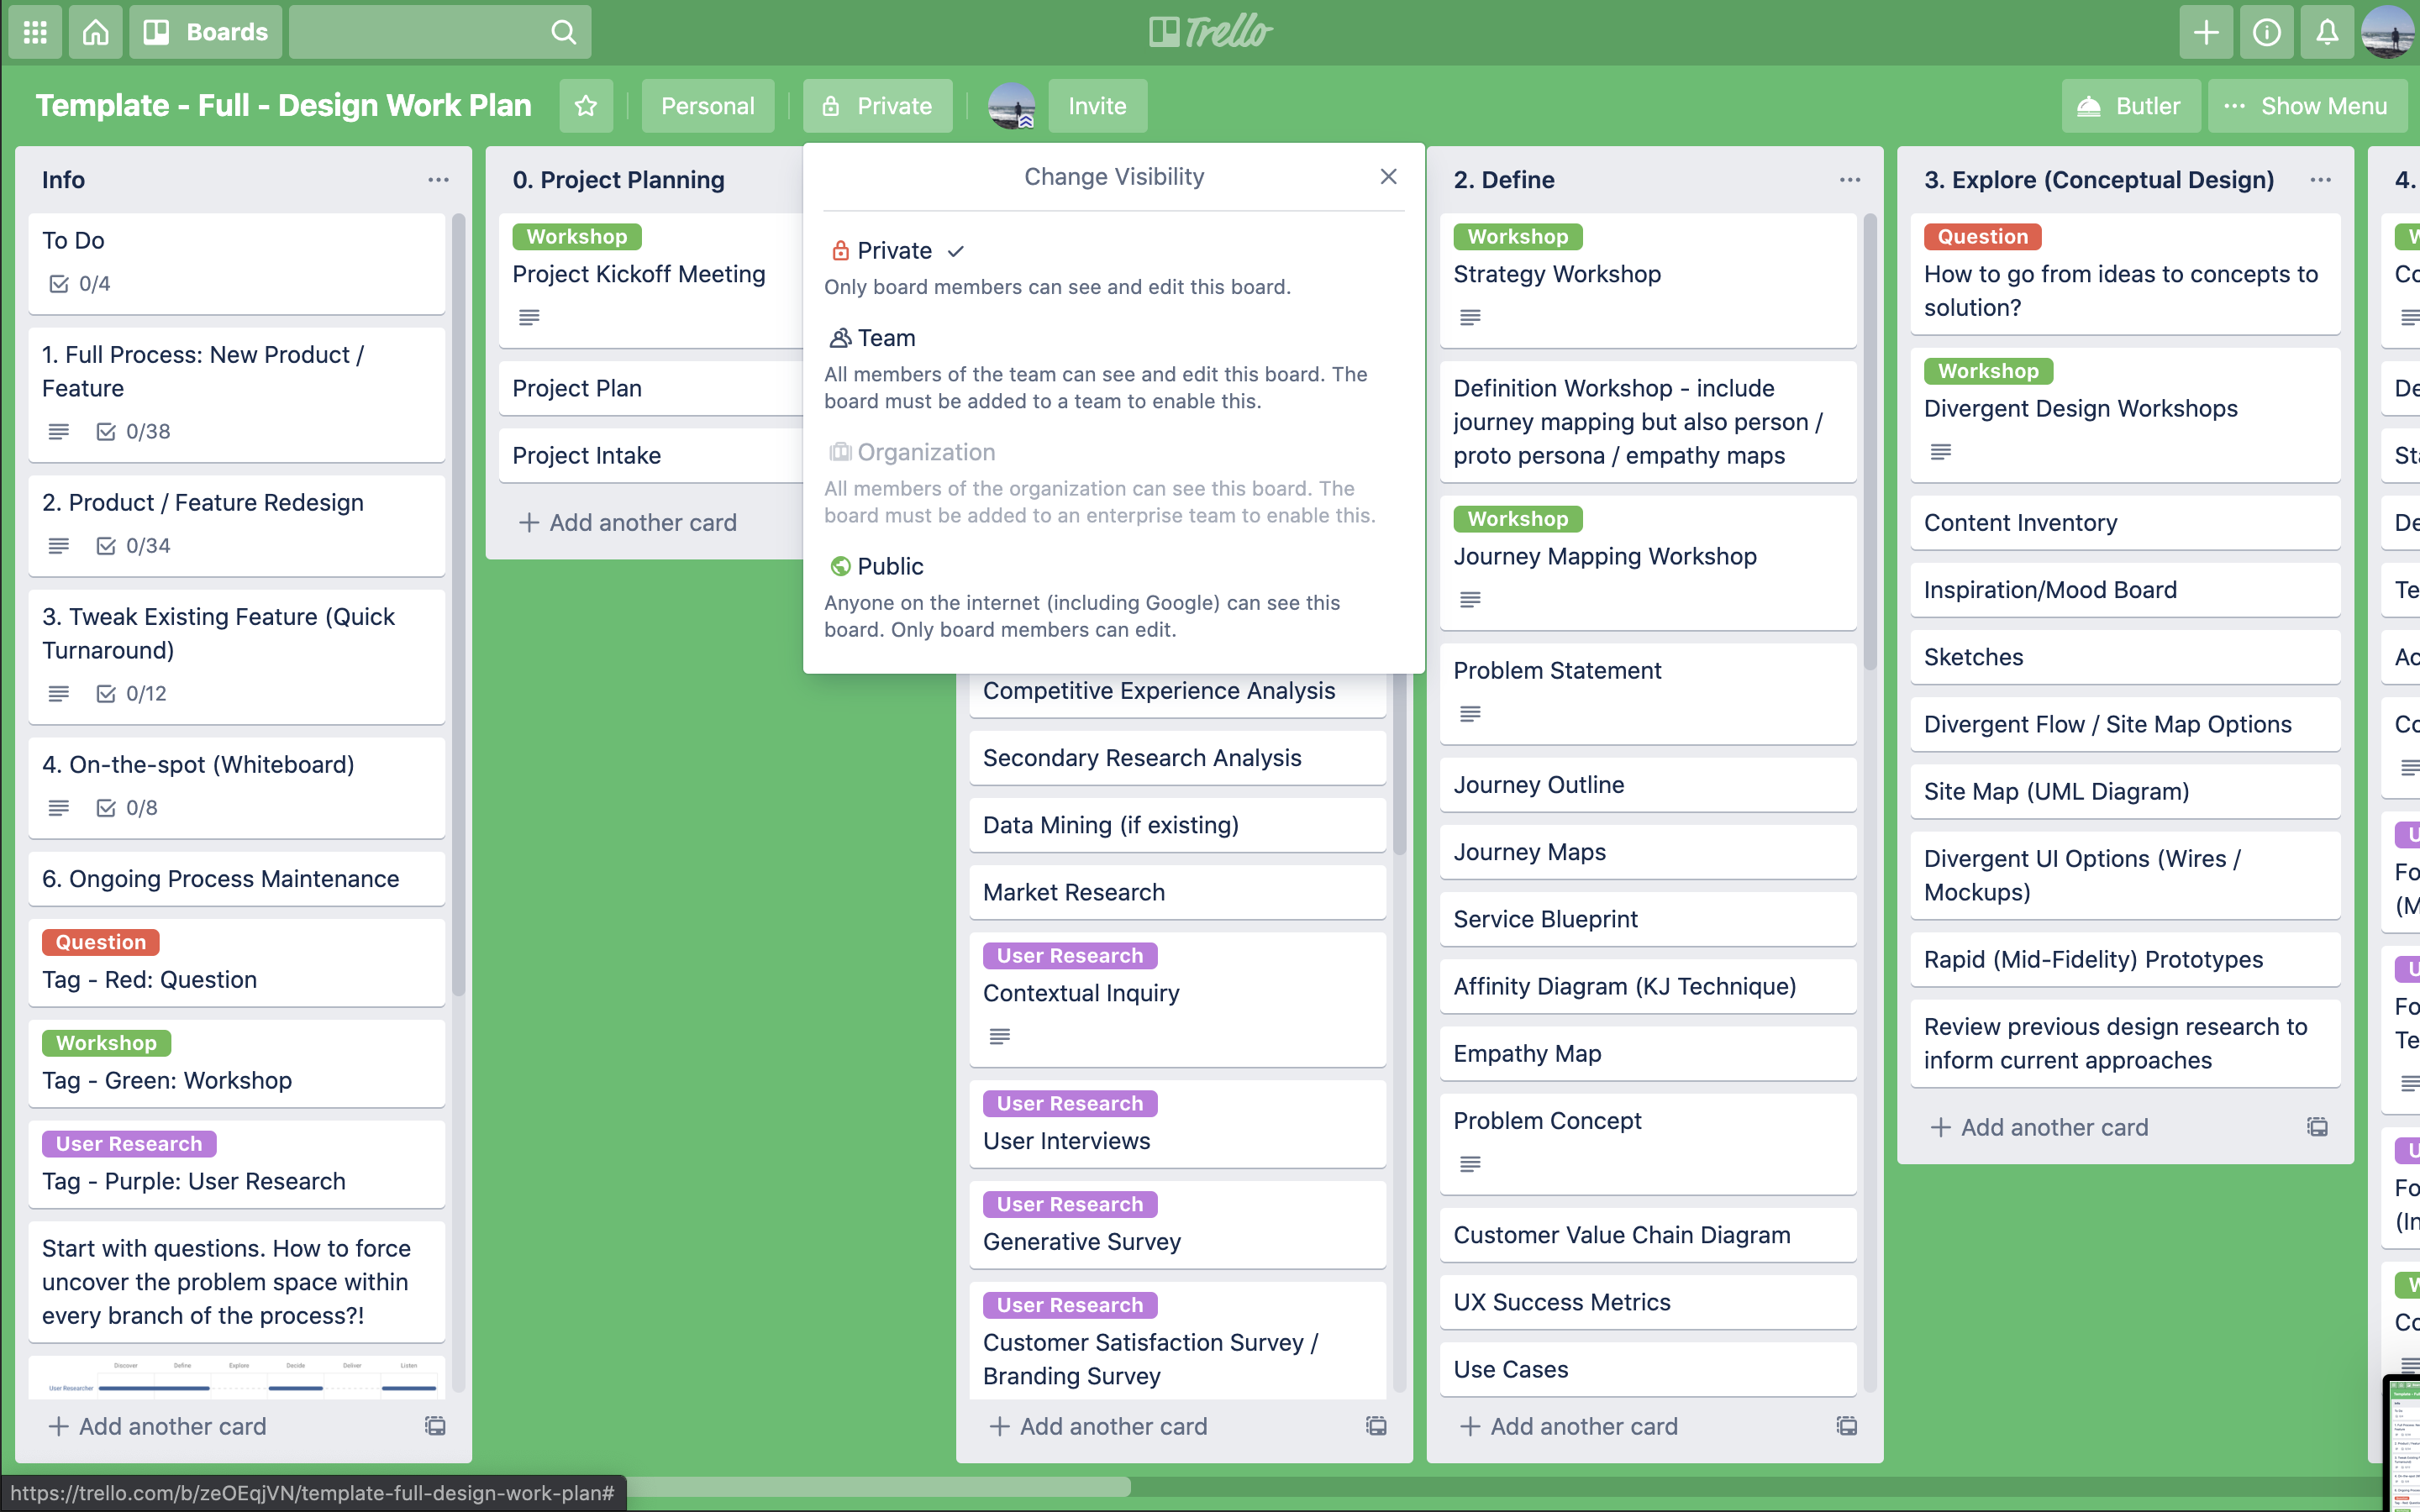 Boards
Trello
Template - Full - Design Work Plan
Personal
Private
Invite
Butler
Show Menu
Info
To Do
0/4
1. Full Process: New Product /
Feature
0/38
2. Product / Feature Redesign
0/34
3. Tweak Existing Feature (Quick
Turnaround)
0/12
4. On-the-spot (Whiteboard)
0/8
6. Ongoing Process Maintenance
Question
Tag - Red: Question
Workshop
Tag - Green: Workshop
User Research
Tag - Purple: User Research
Start with questions. How to force
uncover the problem space within
every branch of the process?!
Discover Define Explore Decide Deliver Listen
User Researcher
Add another card
0. Project Planning
Workshop
Project Kickoff Meeting
Project Plan
Project Intake
Add another card
Change Visibility
Private
Only board members can see and edit this board.
Team
All members of the team can see and edit this board. The
board must be added to a team to enable this.
Organization
All members of the organization can see this board. The
board must be added to an enterprise team to enable this.
Public
Anyone on the internet (including Google) can see this
board. Only board members can edit.
Competitive Experience Analysis
Secondary Research Analysis
Data Mining (if existing)
Market Research
User Research
Contextual Inquiry
User Research
User Interviews
User Research
Generative Survey
User Research
Customer Satisfaction Survey /
Branding Survey
Add another card
2. Define
Workshop
Strategy Workshop
Definition Workshop - include
journey mapping but also person /
proto persona / empathy maps
Workshop
Journey Mapping Workshop
Problem Statement
Journey Outline
Journey Maps
Service Blueprint
Affinity Diagram (KJ Technique)
Empathy Map
Problem Concept
Customer Value Chain Diagram
UX Success Metrics
Use Cases
Add another card
3. Explore (Conceptual Design)
Question
How to go from ideas to concepts to
solution?
Workshop
Divergent Design Workshops
Content Inventory
Inspiration/Mood Board
Sketches
Divergent Flow / Site Map Options
Site Map (UML Diagram)
Divergent UI Options (Wires /
Mockups)
Rapid (Mid-Fidelity) Prototypes
Review previous design research to
inform current approaches
Add another card
4.
https://trello.com/b/zeOEqjVN/template-full-design-work-plan#